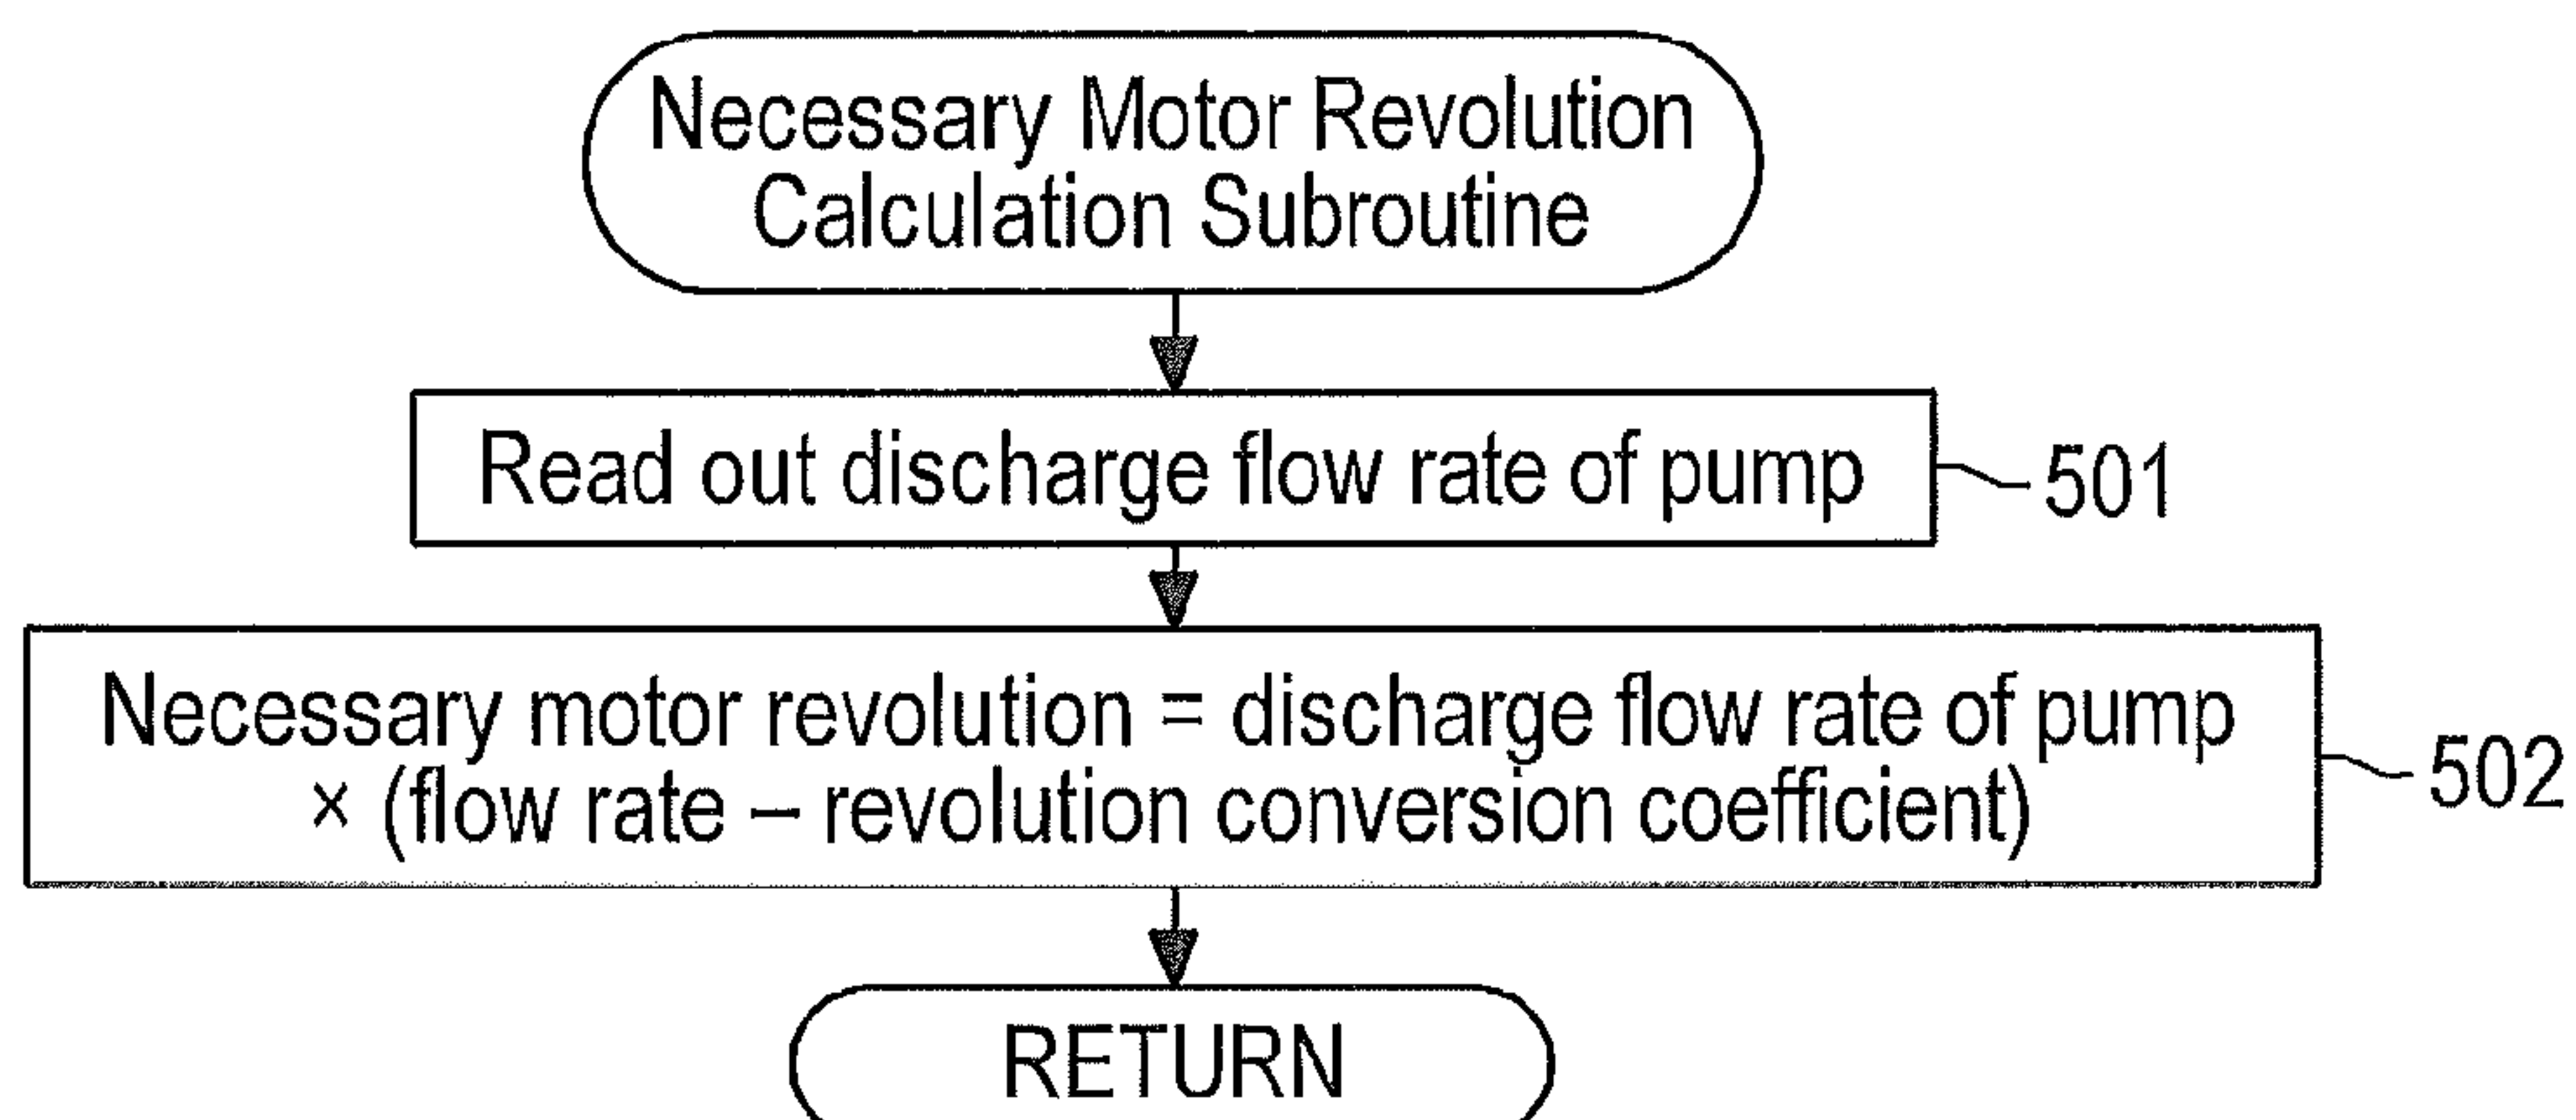 Necessary Motor Revolution
Calculation Subroutine
Read out discharge flow rate of pump
501
Necessary motor revolution = discharge flow rate of pump
× (flow rate – revolution conversion coefficient)
502
RETURN